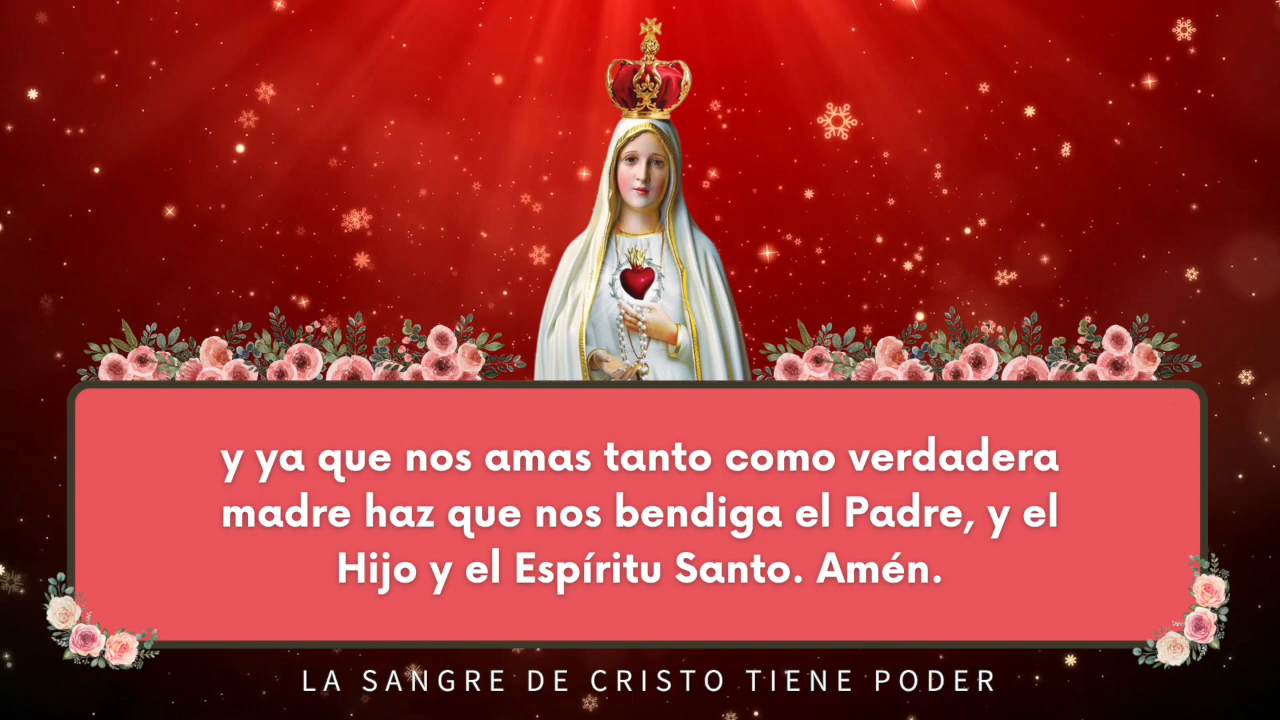 y ya que nos amas tanto como verdadera
madre haz que nos bendiga el Padre, y el
Hijo y el Espíritu Santo. Amén.
LA SANGRE DE CRISTO TIENE PODER